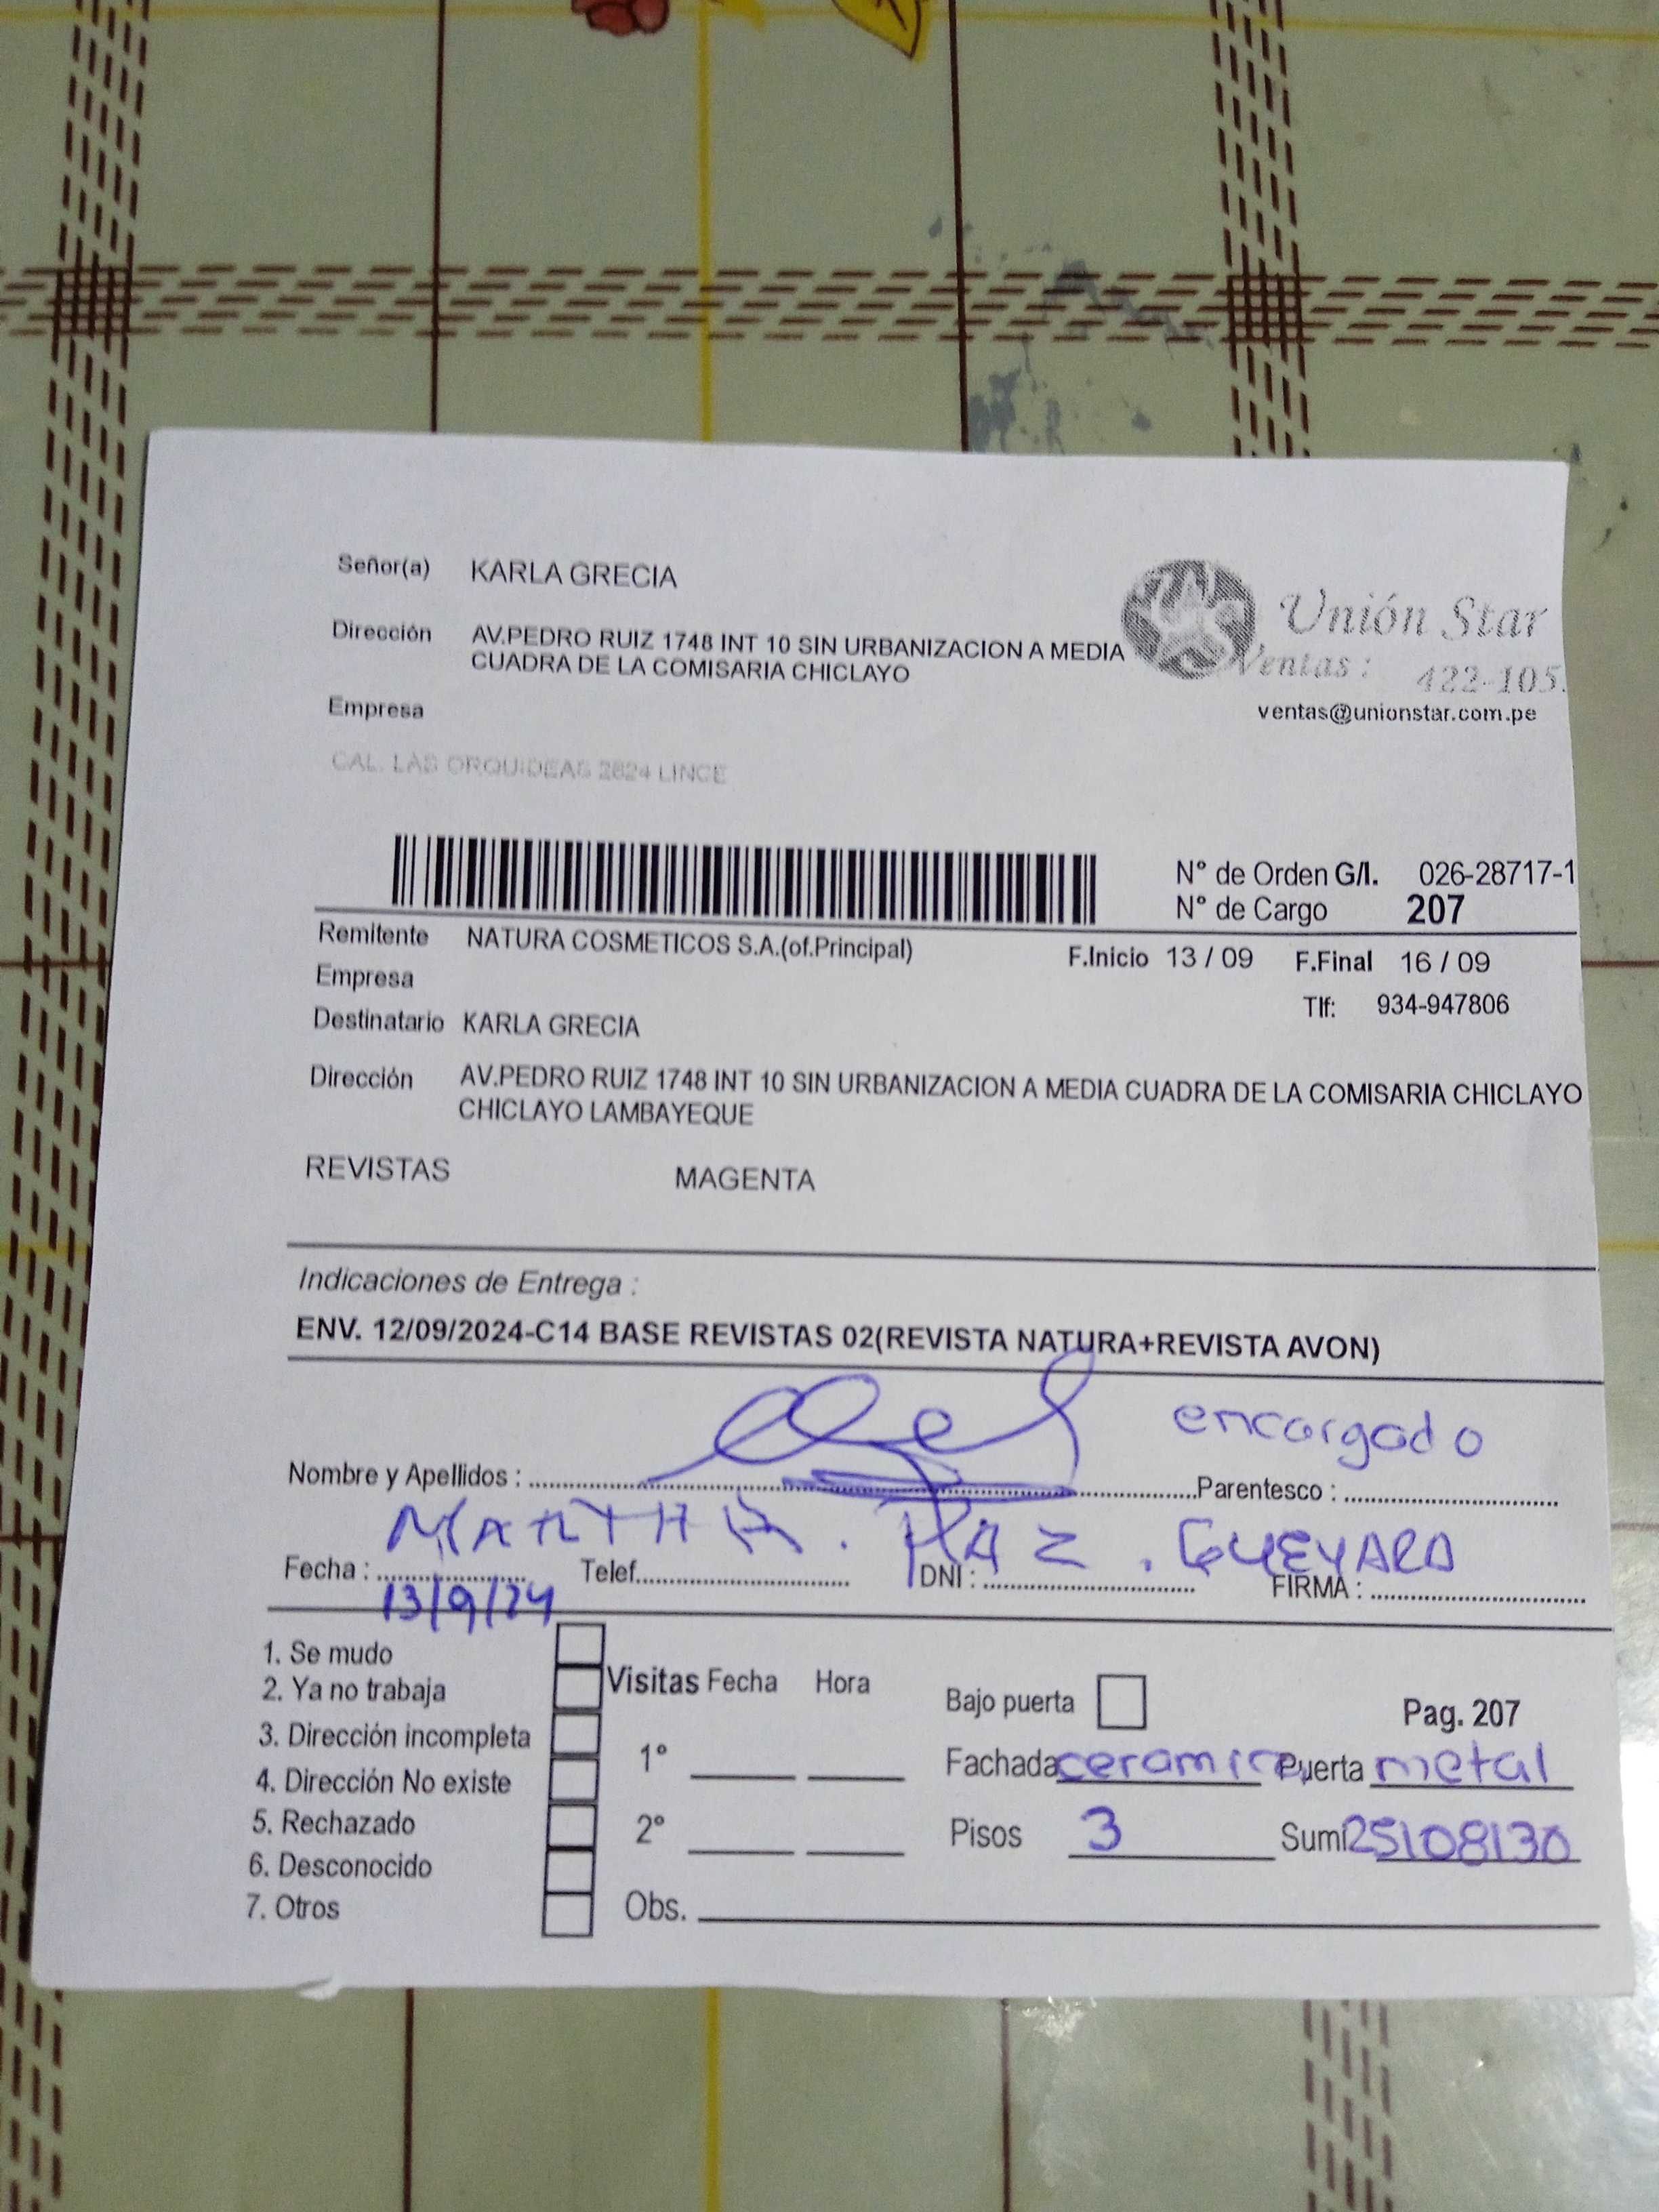 Señor(a) KARLA GRECIA
Unión Star
Dirección AV.PEDRO RUIZ 1748 INT 10 SIN URBANIZACION A MEDIA
CUADRA DE LA COMISARIA CHICLAYO
Ventas : 422-105
Empresa
ventas@unionstar.com.pe
CAL. LAS ORQUIDEAS 2624 LINCE
N° de Orden G/I. 026-28717-1
N° de Cargo 207
Remitente NATURA COSMETICOS S.A.(of.Principal) F.Inicio 13 / 09 F.Final 16 / 09
Empresa
Tlf: 934-947806
Destinatario KARLA GRECIA
Dirección AV.PEDRO RUIZ 1748 INT 10 SIN URBANIZACION A MEDIA CUADRA DE LA COMISARIA CHICLAYO
CHICLAYO LAMBAYEQUE
REVISTAS MAGENTA
Indicaciones de Entrega :
ENV. 12/09/2024-C14 BASE REVISTAS 02(REVISTA NATURA+REVISTA AVON)
encargado
Nombre y Apellidos : Parentesco :
MARTHA. PAZ. GUEVARA
Fecha : Telef. DNI : FIRMA :
13/9/24
1. Se mudo
2. Ya no trabaja
3. Dirección incompleta
4. Dirección No existe
5. Rechazado
6. Desconocido
7. Otros
Visitas Fecha Hora
1°
2°
Obs.
Bajo puerta
Pag. 207
Fachada ceramica Puerta metal
Pisos 3 Sumi 25108130